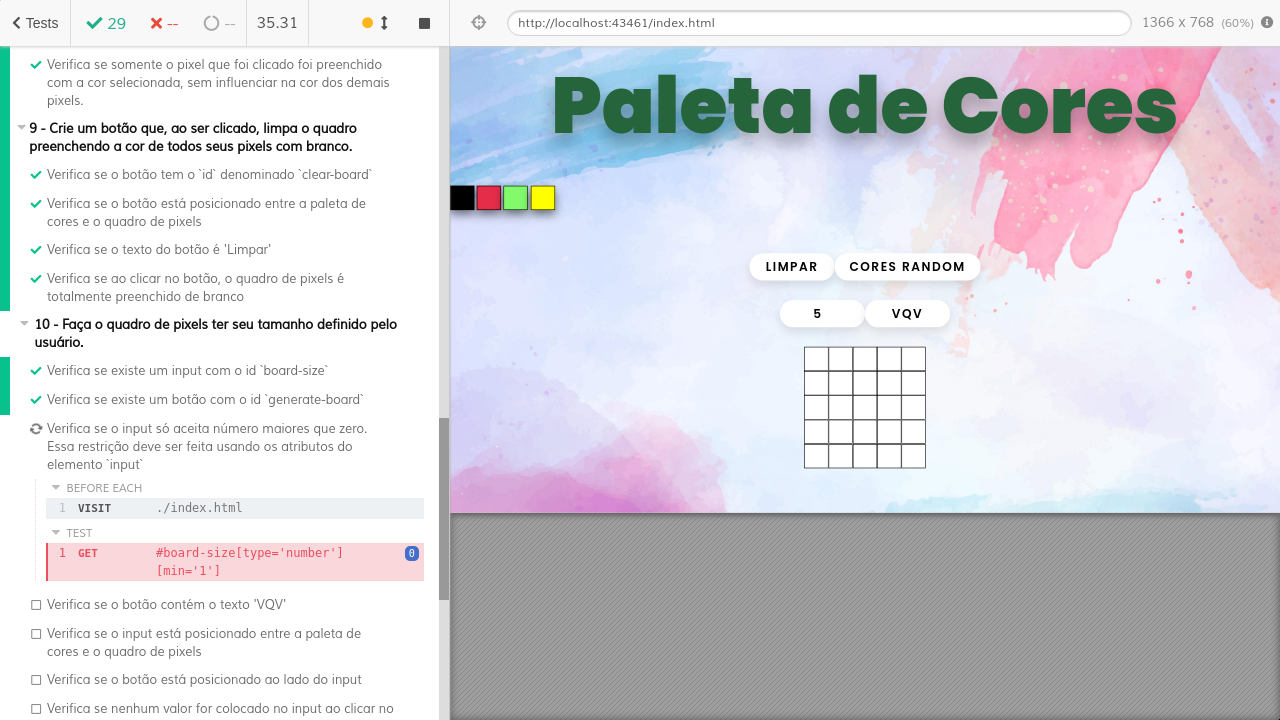 Tests
29
--
--
35.31
http://localhost:43461/index.html
1366 x 768 (60%)
Verifica se somente o pixel que foi clicado foi preenchido
com a cor selecionada, sem influenciar na cor dos demais
pixels.
9 - Crie um botão que, ao ser clicado, limpa o quadro
preenchendo a cor de todos seus pixels com branco.
Verifica se o botão tem o `id` denominado `clear-board`
Verifica se o botão está posicionado entre a paleta de
cores e o quadro de pixels
Verifica se o texto do botão é 'Limpar'
Verifica se ao clicar no botão, o quadro de pixels é
totalmente preenchido de branco
10 - Faça o quadro de pixels ter seu tamanho definido pelo
usuário.
Verifica se existe um input com o id `board-size`
Verifica se existe um botão com o id `generate-board`
Verifica se o input só aceita número maiores que zero.
Essa restrição deve ser feita usando os atributos do
elemento `input`
BEFORE EACH
1 VISIT ./index.html
TEST
1 GET #board-size[type='number'] 0
[min='1']
Verifica se o botão contém o texto 'VQV'
Verifica se o input está posicionado entre a paleta de
cores e o quadro de pixels
Verifica se o botão está posicionado ao lado do input
Verifica se nenhum valor for colocado no input ao clicar no
Paleta de Cores
LIMPAR CORES RANDOM
5 VQV